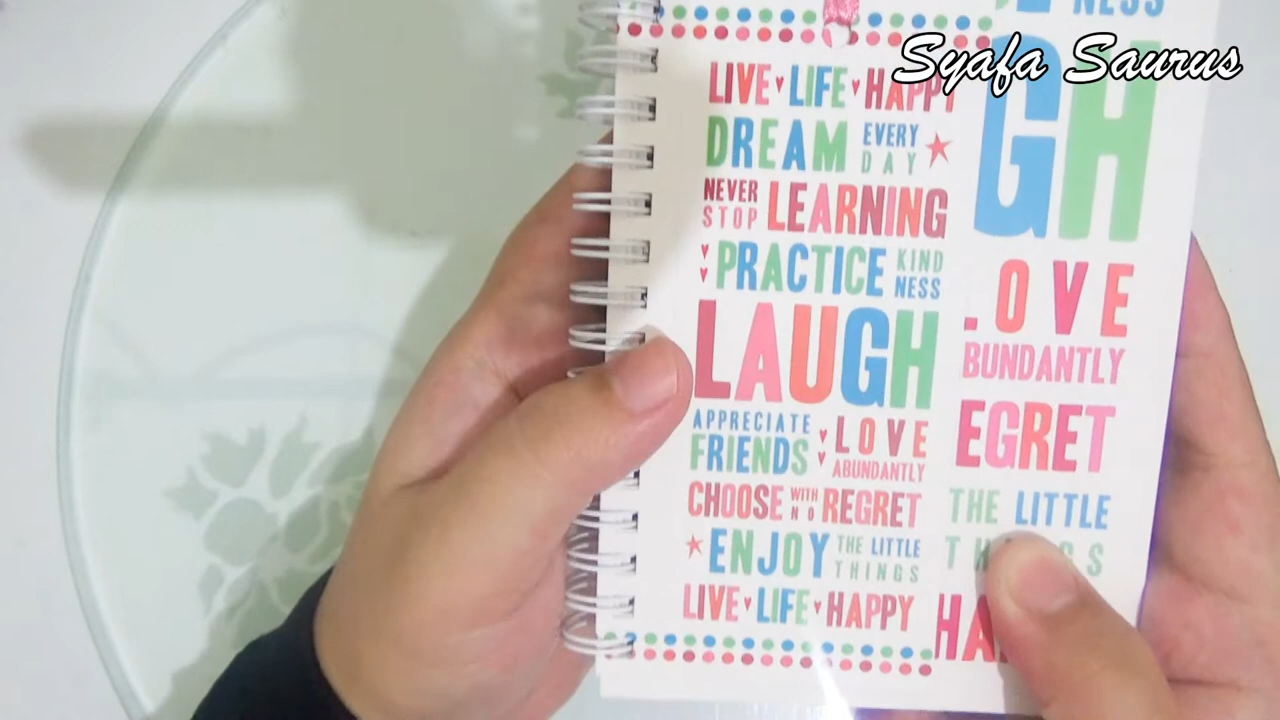 NESS
Syafa Saurus
LIVE LIFE HAPPY
DREAM EVERY DAY
NEVER STOP LEARNING
PRACTICE KIND NESS
LAUGH
APPRECIATE FRIENDS LOVE ABUNDANTLY
CHOOSE WITH NO REGRET
ENJOY THE LITTLE THINGS
LIVE LIFE HAPPY
GH
OVE
BUNDANTLY
EGRET
THE LITTLE